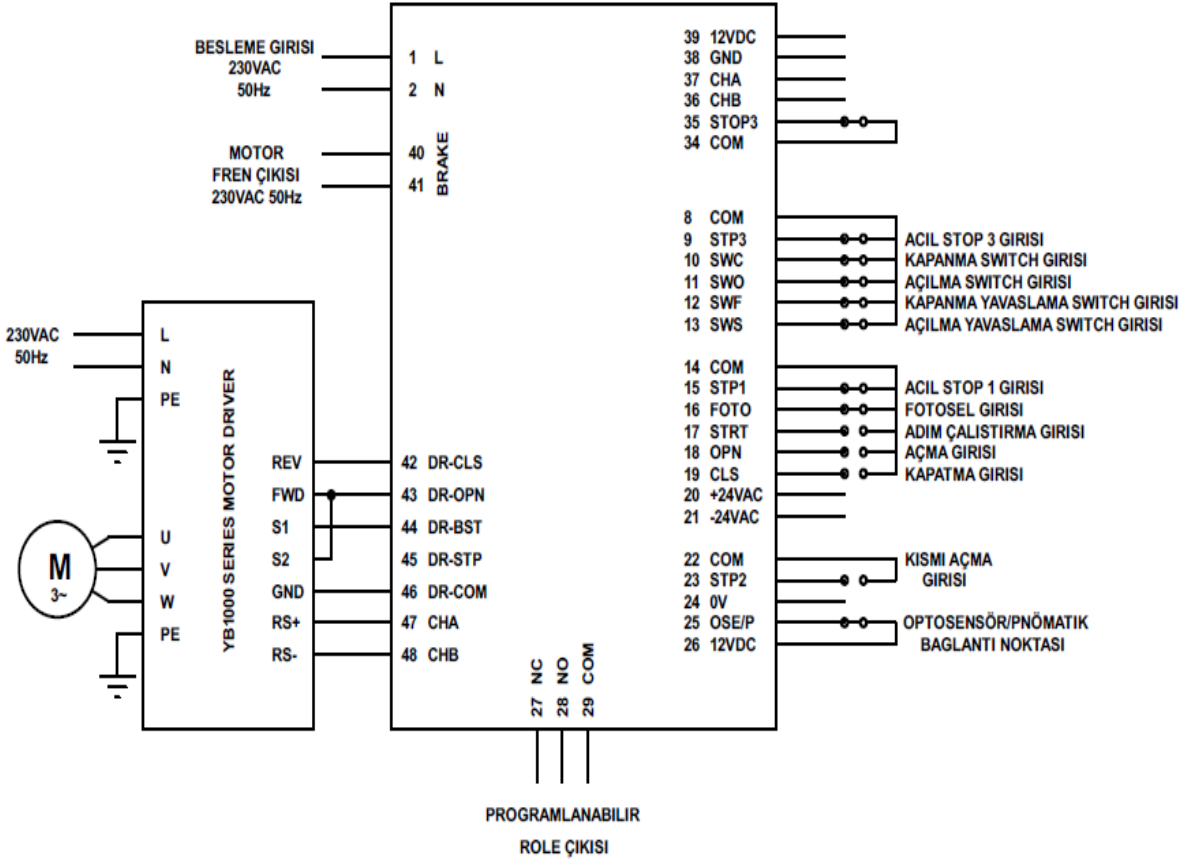 BESLEME GIRISI
230VAC
50Hz
1 L
2 N
MOTOR
FREN ÇIKISI
230VAC 50Hz
40
41
BRAKE
39 12VDC
38 GND
37 CHA
36 CHB
35 STOP3
34 COM
8 COM
9 STP3 ACIL STOP 3 GIRISI
10 SWC KAPANMA SWITCH GIRISI
11 SWO AÇILMA SWITCH GIRISI
12 SWF KAPANMA YAVASLAMA SWITCH GIRISI
13 SWS AÇILMA YAVASLAMA SWITCH GIRISI
14 COM
15 STP1 ACIL STOP 1 GIRISI
16 FOTO FOTOSEL GIRISI
17 STRT ADIM ÇALISTIRMA GIRISI
18 OPN AÇMA GIRISI
19 CLS KAPATMA GIRISI
20 +24VAC
21 -24VAC
22 COM KISMI AÇMA
23 STP2 GIRISI
24 0V
25 OSE/P OPTOSENSÖR/PNÖMATIK
26 12VDC BAGLANTI NOKTASI
230VAC
50Hz
L
N
PE
YB1000 SERIES MOTOR DRIVER
REV 42 DR-CLS
FWD 43 DR-OPN
S1 44 DR-BST
S2 45 DR-STP
GND 46 DR-COM
RS+ 47 CHA
RS- 48 CHB
M
3~
U
V
W
PE
27 NC
28 NO
29 COM
PROGRAMLANABILIR
ROLE ÇIKISI